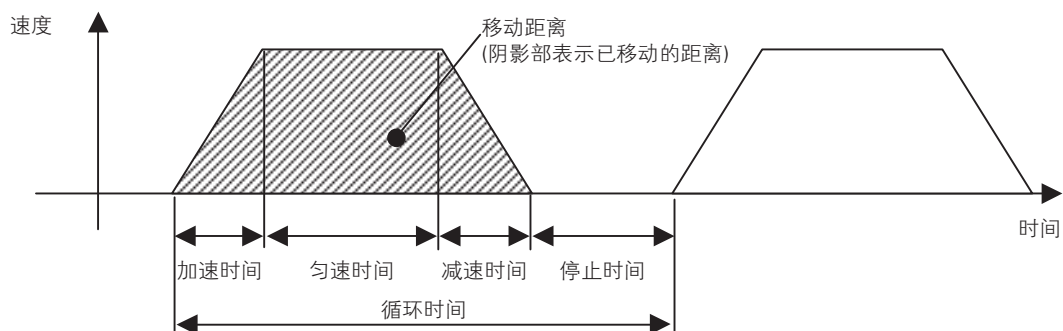 速度
移动距离
(阴影部表示已移动的距离)
时间
加速时间
匀速时间
减速时间
停止时间
循环时间